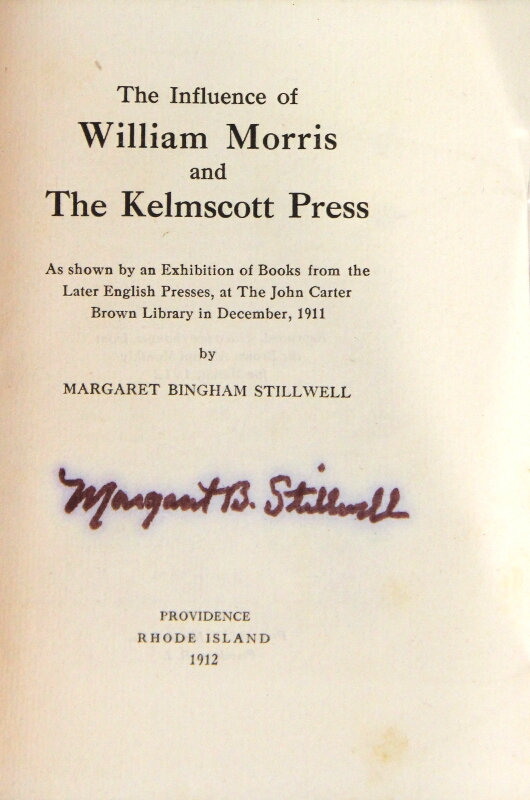 The Influence of
William Morris
and
The Kelmscott Press
As shown by an Exhibition of Books from the
Later English Presses, at The John Carter
Brown Library in December, 1911
by
MARGARET BINGHAM STILLWELL
Margaret B. Stillwell
PROVIDENCE
RHODE ISLAND
1912